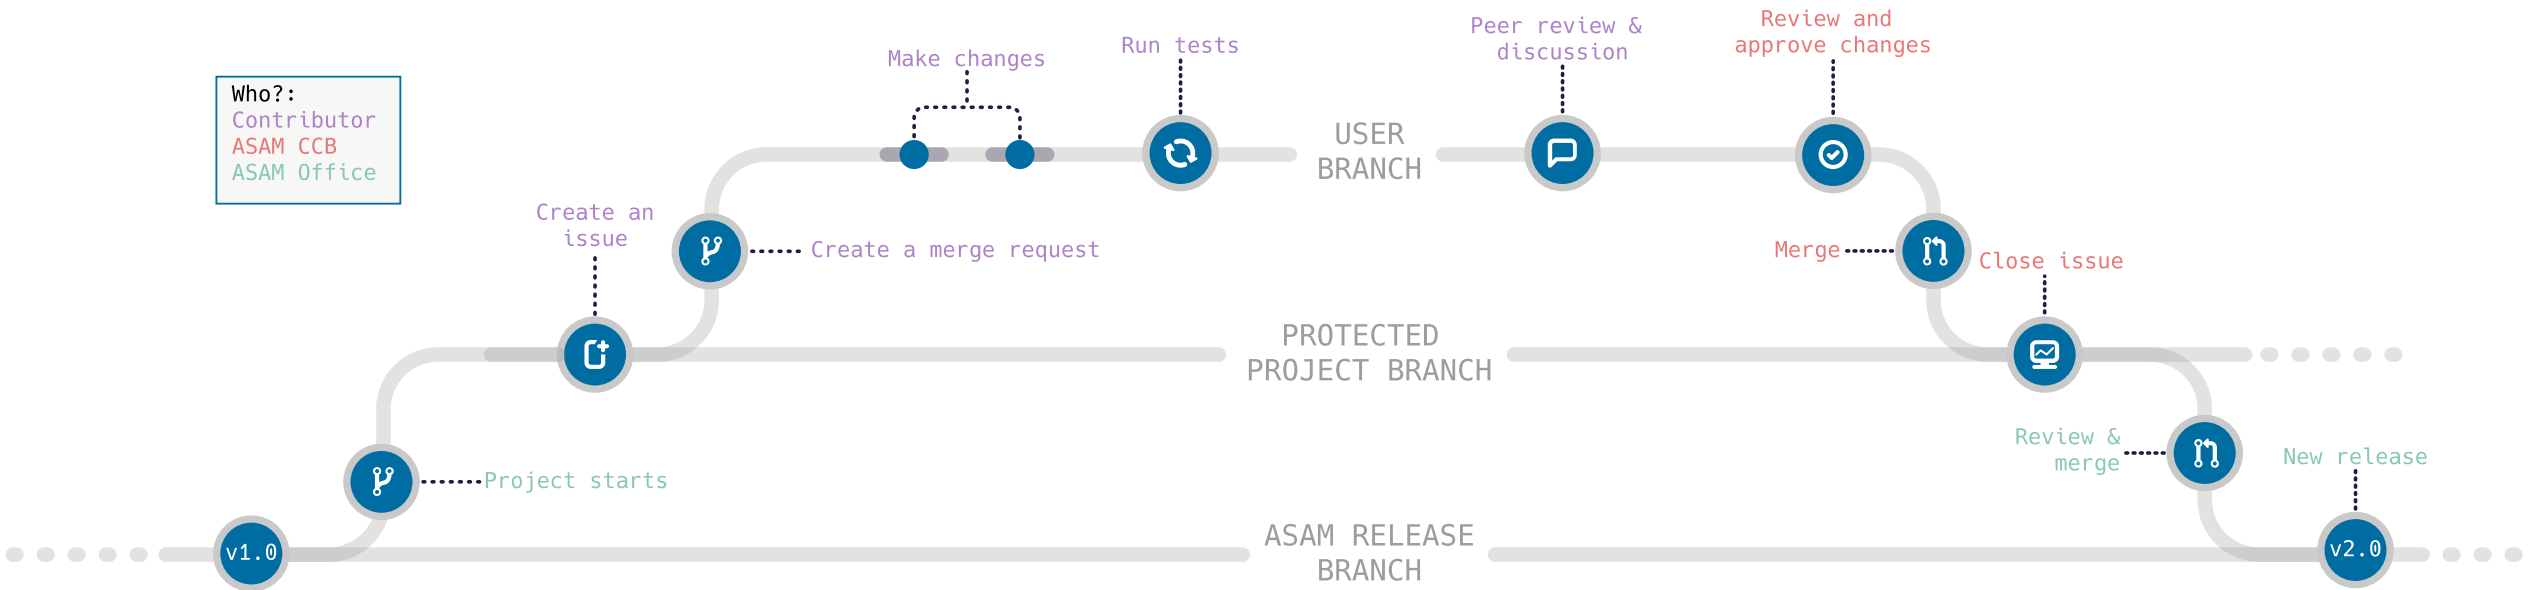 Who?:
Contributor
ASAM CCB
ASAM Office
Make changes
Run tests
Peer review &
discussion
Review and
approve changes
USER
BRANCH
Create an
issue
Create a merge request
Merge
Close issue
PROTECTED
PROJECT BRANCH
Project starts
Review &
merge
New release
v1.0
ASAM RELEASE
BRANCH
v2.0